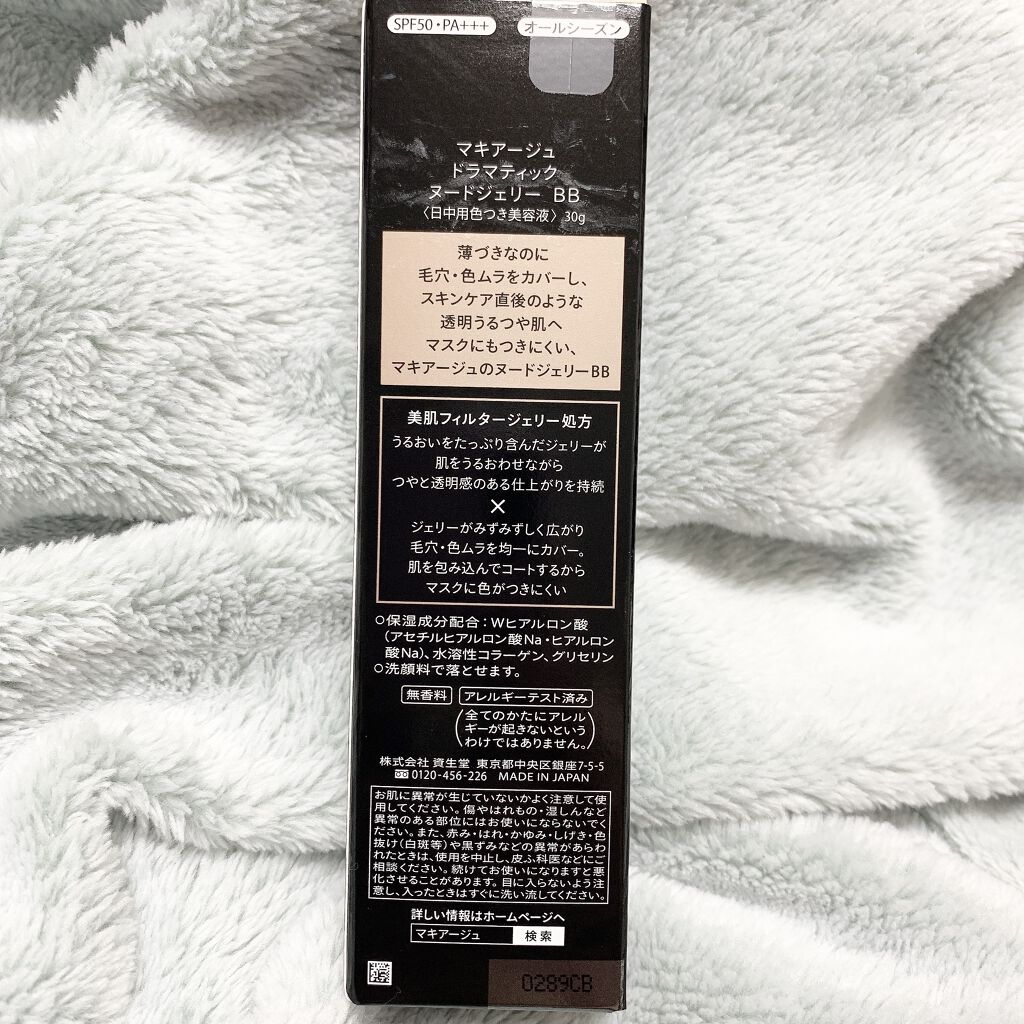 SPF50・PA+++
オールシーズン
マキアージュ
ドラマティック
ヌードジェリー BB
〈日中用色つき美容液〉30g
薄づきなのに
毛穴・色ムラをカバーし、
スキンケア直後のような
透明うるつや肌へ
マスクにもつきにくい、
マキアージュのヌードジェリーBB
美肌フィルタージェリー処方
うるおいをたっぷり含んだジェリーが
肌をうるおわせながら
つやと透明感のある仕上がりを持続
×
ジェリーがみずみずしく広がり
毛穴・色ムラを均一にカバー。
肌を包み込んでコートするから
マスクに色がつきにくい
○保湿成分配合：Wヒアルロン酸
（アセチルヒアルロン酸Na・ヒアルロン
酸Na）、水溶性コラーゲン、グリセリン
○洗顔料で落とせます。
無香料 アレルギーテスト済み
（全てのかたにアレル
ギーが起きないという
わけではありません。）
株式会社 資生堂 東京都中央区銀座7-5-5
0120-456-226 MADE IN JAPAN
お肌に異常が生じていないかよく注意して使
用してください。傷やはれもの・湿しんなど
異常のある部位にはお使いにならないでく
ださい。また、赤み・はれ・かゆみ・しげき・色
抜け（白斑等）や黒ずみなどの異常があらわ
れたときは、使用を中止し、皮ふ科医などにご
相談ください。続けてお使いになりますと悪
化させることがあります。目に入らないよう注
意し、入ったときはすぐに洗い流してください。
詳しい情報はホームページへ
マキアージュ 検索
0289CB